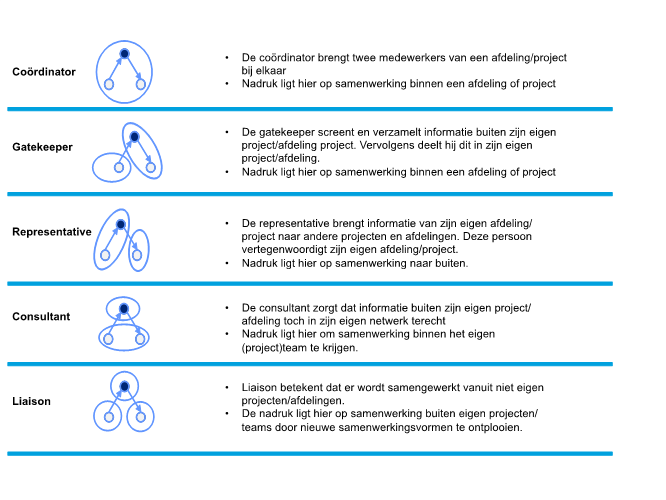 Coördinator
• De coördinator brengt twee medewerkers van een afdeling/project
bij elkaar
• Nadruk ligt hier op samenwerking binnen een afdeling of project
Gatekeeper
• De gatekeeper screent en verzamelt informatie buiten zijn eigen
project/afdeling project. Vervolgens deelt hij dit in zijn eigen
project/afdeling.
• Nadruk ligt hier op samenwerking binnen een afdeling of project
Representative
• De representative brengt informatie van zijn eigen afdeling/
project naar andere projecten en afdelingen. Deze persoon
vertegenwoordigt zijn eigen afdeling/project.
• Nadruk ligt hier op samenwerking naar buiten.
Consultant
• De consultant zorgt dat informatie buiten zijn eigen project/
afdeling toch in zijn eigen netwerk terecht
• Nadruk ligt hier om samenwerking binnen het eigen
(project)team te krijgen.
Liaison
• Liaison betekent dat er wordt samengewerkt vanuit niet eigen
projecten/afdelingen.
• De nadruk ligt hier op samenwerking buiten eigen projecten/
teams door nieuwe samenwerkingsvormen te ontplooien.